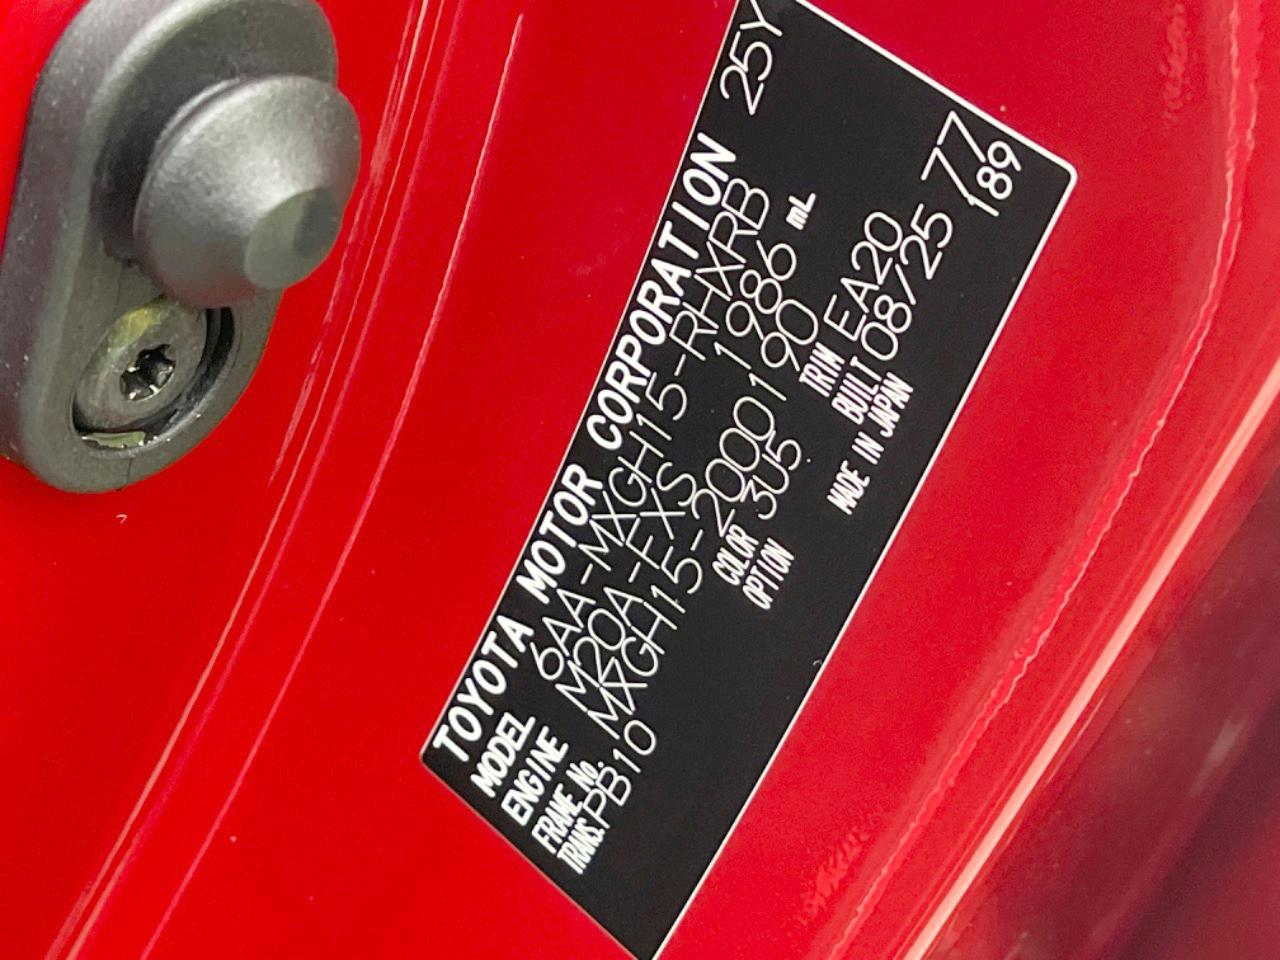 TOYOTA MOTOR CORPORATION 25Y
MODEL 6AA-MXGH15-RHXRB
ENGINE M20A-FXS 1986 mL
FRAME No. MXGH15-2000190
TRANS. PB10 COLOR 3U5 TRIM EA20 77
OPTION BUILT 08/25 189
MADE IN JAPAN